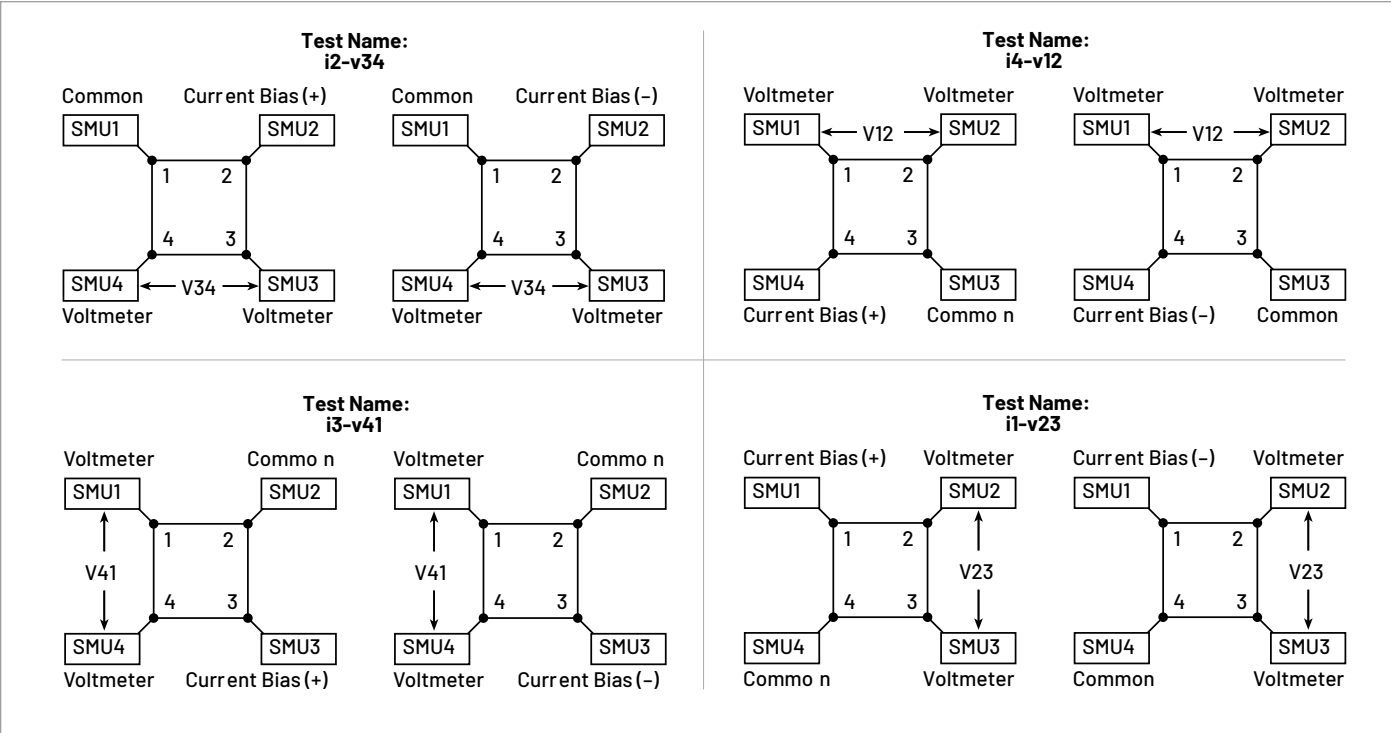 Test Name:
i2-v34
Common Current Bias (+) Common Current Bias (–)
SMU1 SMU2 SMU1 SMU2
1 2 1 2
4 3 4 3
SMU4 V34 SMU3 SMU4 V34 SMU3
Voltmeter Voltmeter Voltmeter Voltmeter
Test Name:
i4-v12
Voltmeter Voltmeter Voltmeter Voltmeter
SMU1 V12 SMU2 SMU1 V12 SMU2
1 2 1 2
4 3 4 3
SMU4 SMU3 SMU4 SMU3
Current Bias (+) Commo n Current Bias (–) Common
Test Name:
i3-v41
Voltmeter Commo n Voltmeter Commo n
SMU1 SMU2 SMU1 SMU2
1 2 1 2
V41 V41
4 3 4 3
SMU4 SMU3 SMU4 SMU3
Voltmeter Current Bias (+) Voltmeter Current Bias (–)
Test Name:
i1-v23
Current Bias (+) Voltmeter Current Bias (–) Voltmeter
SMU1 SMU2 SMU1 SMU2
1 2 1 2
V23 V23
4 3 4 3
SMU4 SMU3 SMU4 SMU3
Commo n Voltmeter Common Voltmeter